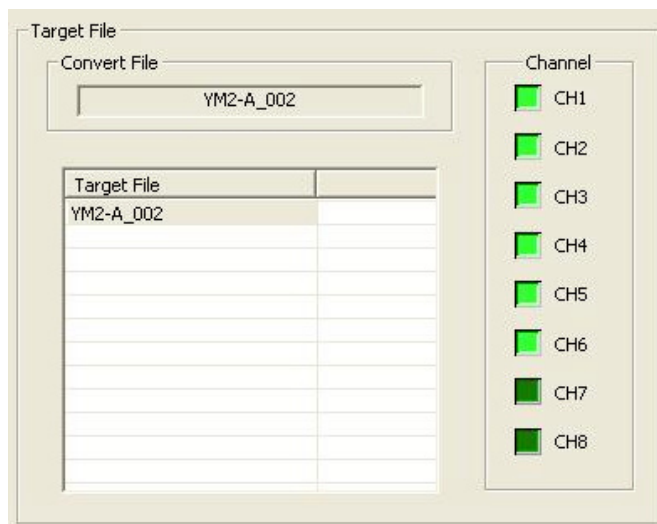 Target File
Convert File
YM2-A_002
Target File
YM2-A_002
Channel
CH1
CH2
CH3
CH4
CH5
CH6
CH7
CH8